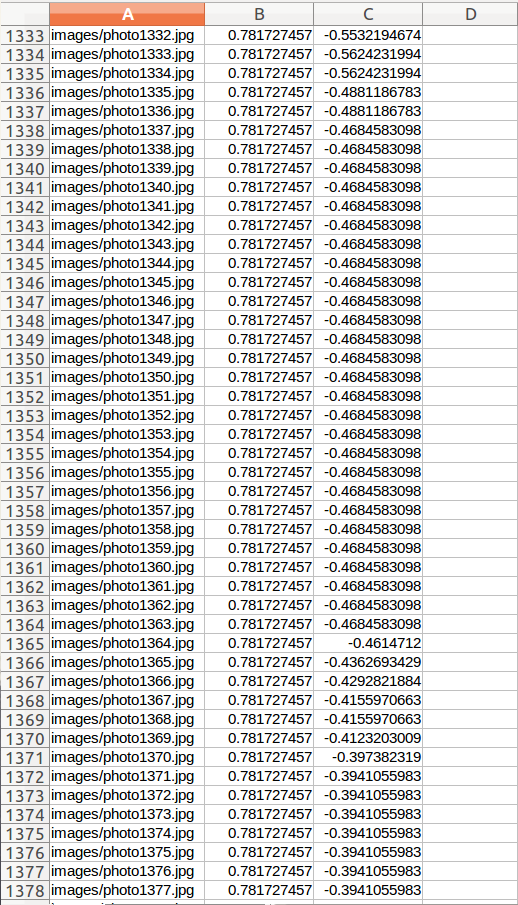 A B C D
1333 images/photo1332.jpg 0.781727457 -0.5532194674
1334 images/photo1333.jpg 0.781727457 -0.5624231994
1335 images/photo1334.jpg 0.781727457 -0.5624231994
1336 images/photo1335.jpg 0.781727457 -0.4881186783
1337 images/photo1336.jpg 0.781727457 -0.4881186783
1338 images/photo1337.jpg 0.781727457 -0.4684583098
1339 images/photo1338.jpg 0.781727457 -0.4684583098
1340 images/photo1339.jpg 0.781727457 -0.4684583098
1341 images/photo1340.jpg 0.781727457 -0.4684583098
1342 images/photo1341.jpg 0.781727457 -0.4684583098
1343 images/photo1342.jpg 0.781727457 -0.4684583098
1344 images/photo1343.jpg 0.781727457 -0.4684583098
1345 images/photo1344.jpg 0.781727457 -0.4684583098
1346 images/photo1345.jpg 0.781727457 -0.4684583098
1347 images/photo1346.jpg 0.781727457 -0.4684583098
1348 images/photo1347.jpg 0.781727457 -0.4684583098
1349 images/photo1348.jpg 0.781727457 -0.4684583098
1350 images/photo1349.jpg 0.781727457 -0.4684583098
1351 images/photo1350.jpg 0.781727457 -0.4684583098
1352 images/photo1351.jpg 0.781727457 -0.4684583098
1353 images/photo1352.jpg 0.781727457 -0.4684583098
1354 images/photo1353.jpg 0.781727457 -0.4684583098
1355 images/photo1354.jpg 0.781727457 -0.4684583098
1356 images/photo1355.jpg 0.781727457 -0.4684583098
1357 images/photo1356.jpg 0.781727457 -0.4684583098
1358 images/photo1357.jpg 0.781727457 -0.4684583098
1359 images/photo1358.jpg 0.781727457 -0.4684583098
1360 images/photo1359.jpg 0.781727457 -0.4684583098
1361 images/photo1360.jpg 0.781727457 -0.4684583098
1362 images/photo1361.jpg 0.781727457 -0.4684583098
1363 images/photo1362.jpg 0.781727457 -0.4684583098
1364 images/photo1363.jpg 0.781727457 -0.4684583098
1365 images/photo1364.jpg 0.781727457 -0.4614712
1366 images/photo1365.jpg 0.781727457 -0.4362693429
1367 images/photo1366.jpg 0.781727457 -0.4292821884
1368 images/photo1367.jpg 0.781727457 -0.4155970663
1369 images/photo1368.jpg 0.781727457 -0.4155970663
1370 images/photo1369.jpg 0.781727457 -0.4123203009
1371 images/photo1370.jpg 0.781727457 -0.397382319
1372 images/photo1371.jpg 0.781727457 -0.3941055983
1373 images/photo1372.jpg 0.781727457 -0.3941055983
1374 images/photo1373.jpg 0.781727457 -0.3941055983
1375 images/photo1374.jpg 0.781727457 -0.3941055983
1376 images/photo1375.jpg 0.781727457 -0.3941055983
1377 images/photo1376.jpg 0.781727457 -0.3941055983
1378 images/photo1377.jpg 0.781727457 -0.3941055983